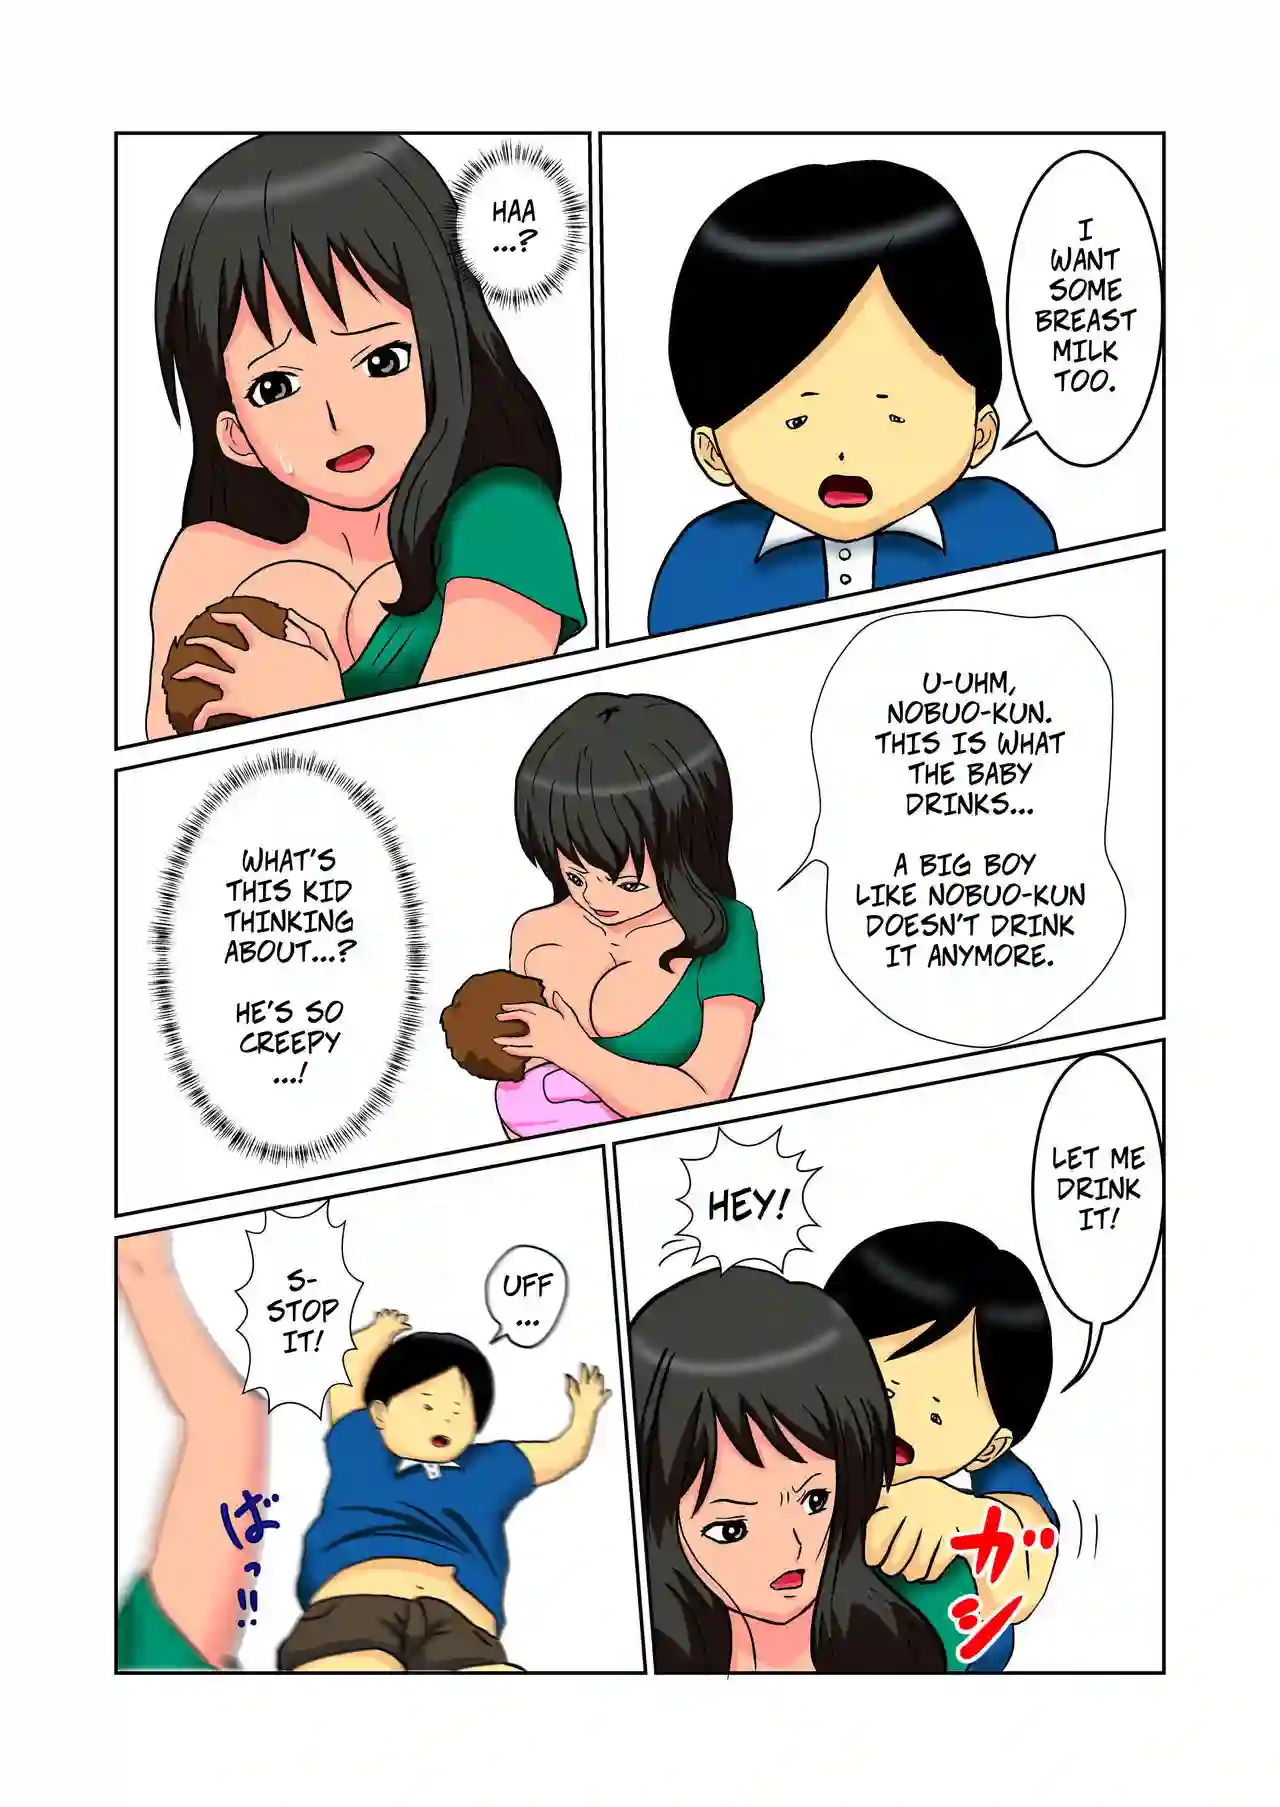 I
WANT
SOME
BREAST
MILK
TOO.
HAA
...?
U-UHM,
NOBUO-KUN.
THIS IS WHAT
THE BABY
DRINKS...
A BIG BOY
LIKE NOBUO-KUN
DOESN'T DRINK
IT ANYMORE.
WHAT'S
THIS KID
THINKING
ABOUT...?
HE'S SO
CREEPY
...!
LET ME
DRINK
IT!
HEY!
ガシ
UFF
...
S-
STOP
IT!
ばっ!!